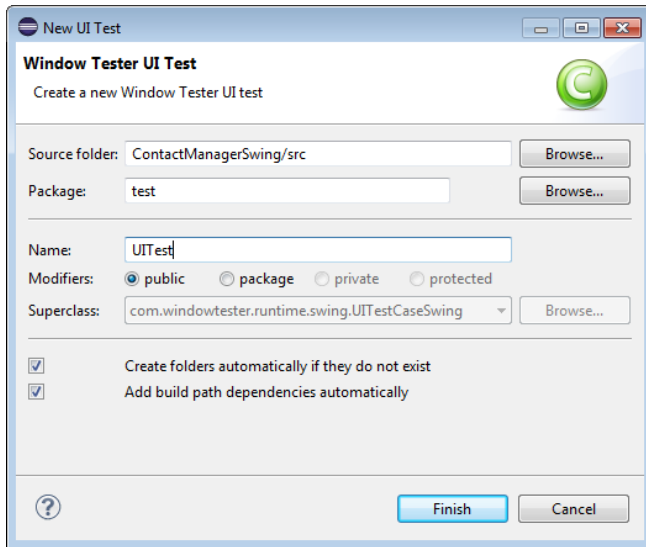 New UI Test
Window Tester UI Test
Create a new Window Tester UI test
Source folder: ContactManagerSwing/src Browse...
Package: test Browse...
Name: UITest
Modifiers: public package private protected
Superclass: com.windowtester.runtime.swing.UITestCaseSwing Browse...
Create folders automatically if they do not exist
Add build path dependencies automatically
? Finish Cancel